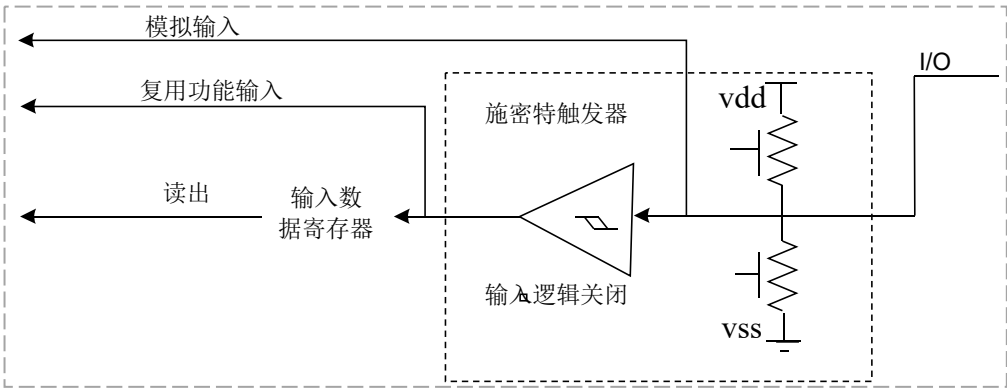 模拟输入
I/O
复用功能输入
vdd
施密特触发器
读出
输入数
据寄存器
输入逻辑关闭
vss